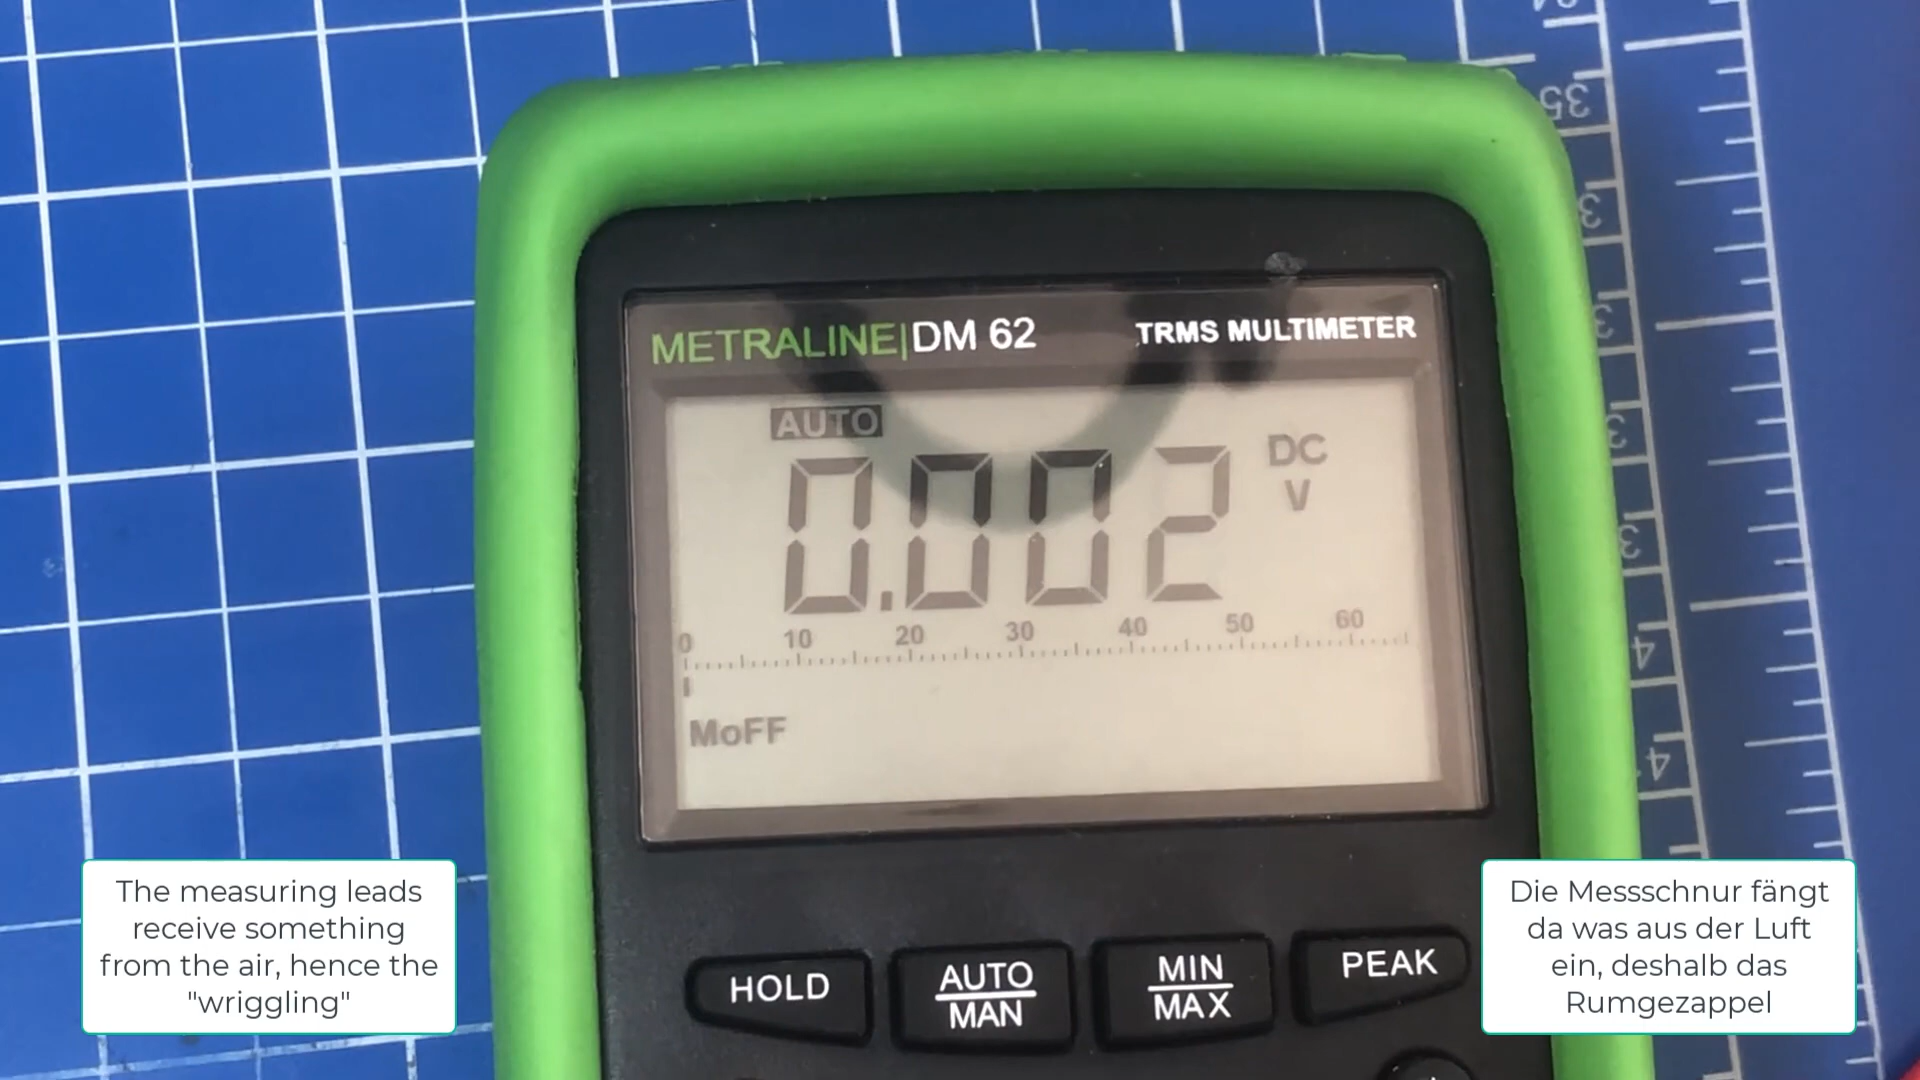 35
METRALINE|DM 62
TRMS MULTIMETER
AUTO
0.002
DC
V
0 10 20 30 40 50 60
MoFF
HOLD
AUTO
MAN
MIN
MAX
PEAK
The measuring leads
receive something
from the air, hence the
"wriggling"
Die Messschnur fängt
da was aus der Luft
ein, deshalb das
Rumgezappel